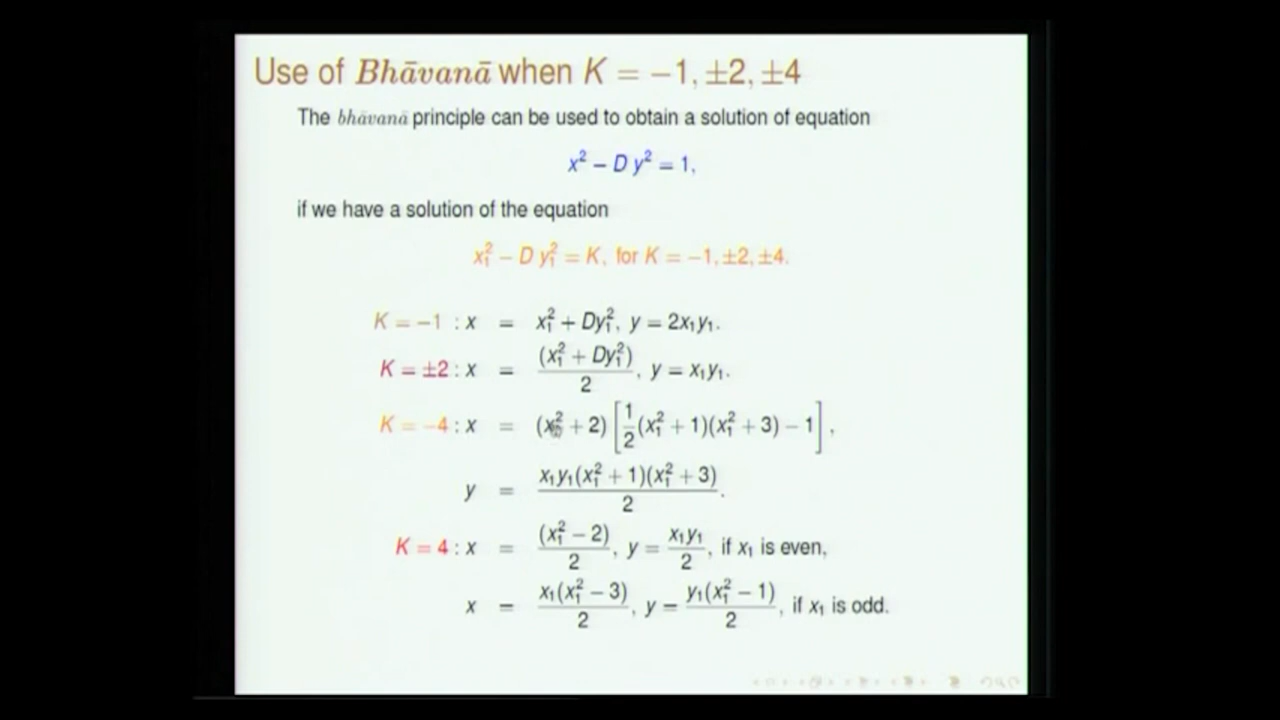 Use of Bhāvanā when K = −1, ±2, ±4
The bhāvanā principle can be used to obtain a solution of equation
x² − D y² = 1,
if we have a solution of the equation
x₁² − D y₁² = K, for K = −1, ±2, ±4.
K = −1 : x = x₁² + Dy₁², y = 2x₁y₁.
K = ±2 : x = (x₁² + Dy₁²)/2, y = x₁y₁.
K = −4 : x = (x₁² + 2) [1/2 (x₁² + 1)(x₁² + 3) − 1],
y = x₁y₁(x₁² + 1)(x₁² + 3)/2.
K = 4 : x = (x₁² − 2)/2, y = x₁y₁/2, if x₁ is even,
x = x₁(x₁² − 3)/2, y = y₁(x₁² − 1)/2, if x₁ is odd.